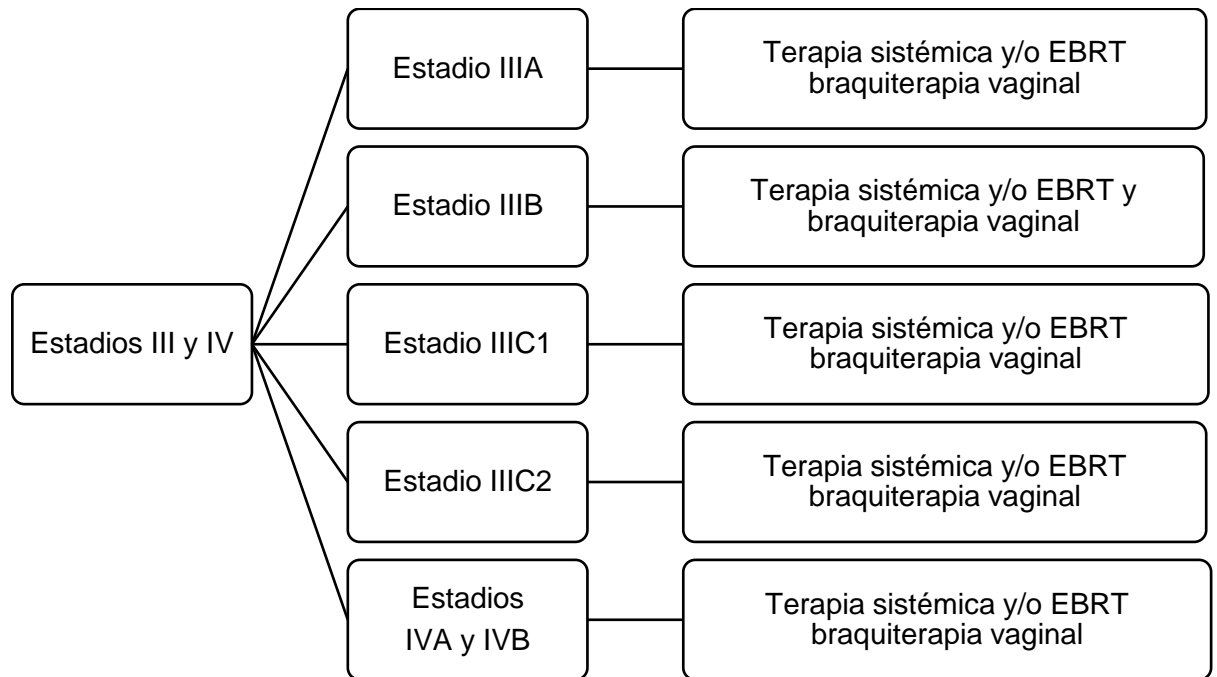 Estadios III y IV
Estadio IIIA
Terapia sistémica y/o EBRT
braquiterapia vaginal
Estadio IIIB
Terapia sistémica y/o EBRT y
braquiterapia vaginal
Estadio IIIC1
Terapia sistémica y/o EBRT
braquiterapia vaginal
Estadio IIIC2
Terapia sistémica y/o EBRT
braquiterapia vaginal
Estadios
IVA y IVB
Terapia sistémica y/o EBRT
braquiterapia vaginal